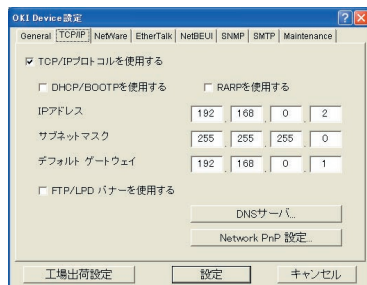 OKI Device設定
General TCP/IP NetWare EtherTalk NetBEUI SNMP SMTP Maintenance
TCP/IPプロトコルを使用する
DHCP/BOOTPを使用する RARPを使用する
IPアドレス 192 . 168 . 0 . 2
サブネットマスク 255 . 255 . 255 . 0
デフォルト ゲートウェイ 192 . 168 . 0 . 1
FTP/LPD バナーを使用する
DNSサーバ...
Network PnP 設定...
工場出荷設定 設定 キャンセル